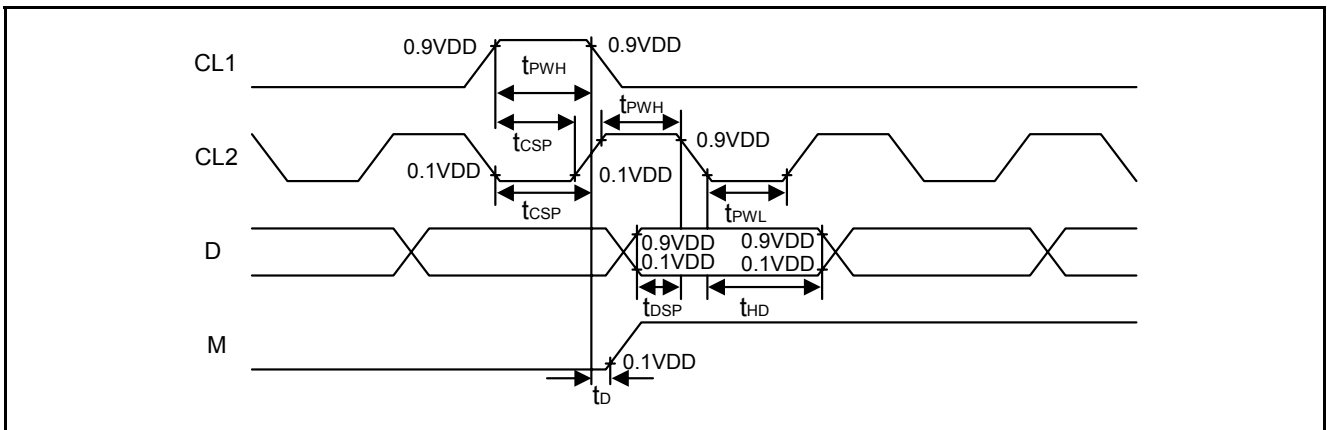 CL1
0.9VDD
0.9VDD
tPWH
tPWH
tCSP
CL2
0.9VDD
0.1VDD
0.1VDD
tCSP
tPWL
D
0.9VDD
0.9VDD
0.1VDD
0.1VDD
tDSP
tHD
M
0.1VDD
tD